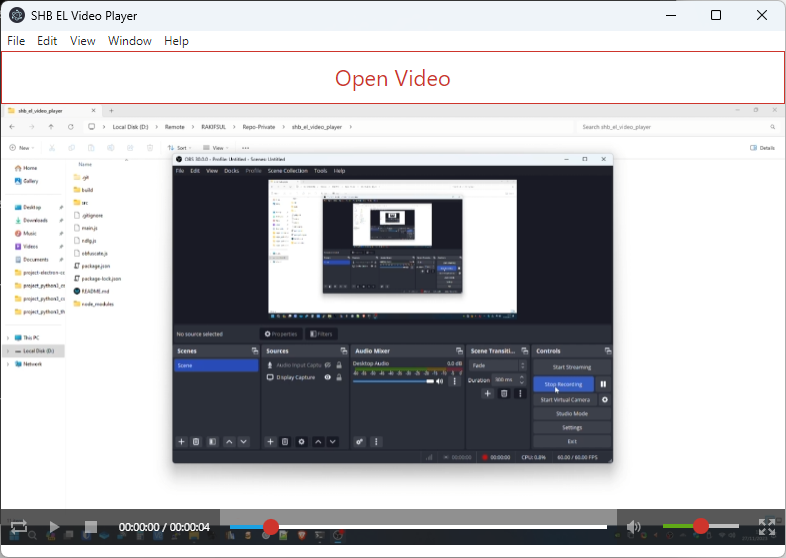 SHB EL Video Player
File Edit View Window Help
Open Video
shb_el_video_player
Local Disk (D:) Remote RAKIFSUL Repo-Private shb_el_video_player Search shb_el_video_player
New Sort View Details
Home
Gallery
Desktop
Downloads
Music
Videos
Documents
project-electron-cc
project_python3_
project_python3_
project_python3_th
This PC
Local Disk (D:)
Network
Name
.git
build
src
.gitignore
main.js
obfuscate.js
package.json
package-lock.json
README.md
node_modules
OBS 30.0.0 - Profile: Untitled - Scenes: Untitled
File Edit View Docks Profile Scene Collection Tools Help
No source selected Properties Filters
Scenes
Scene
Sources
Audio Input Captu
Display Capture
Audio Mixer
Desktop Audio 0.0 dB
Scene Transiti...
Fade
Duration 300 ms
Controls
Start Streaming
Stop Recording
Start Virtual Camera
Studio Mode
Settings
Exit
00:00:00 00:00:00 CPU: 0.8% 60.00 / 60.00 FPS
00:00:00 / 00:00:04